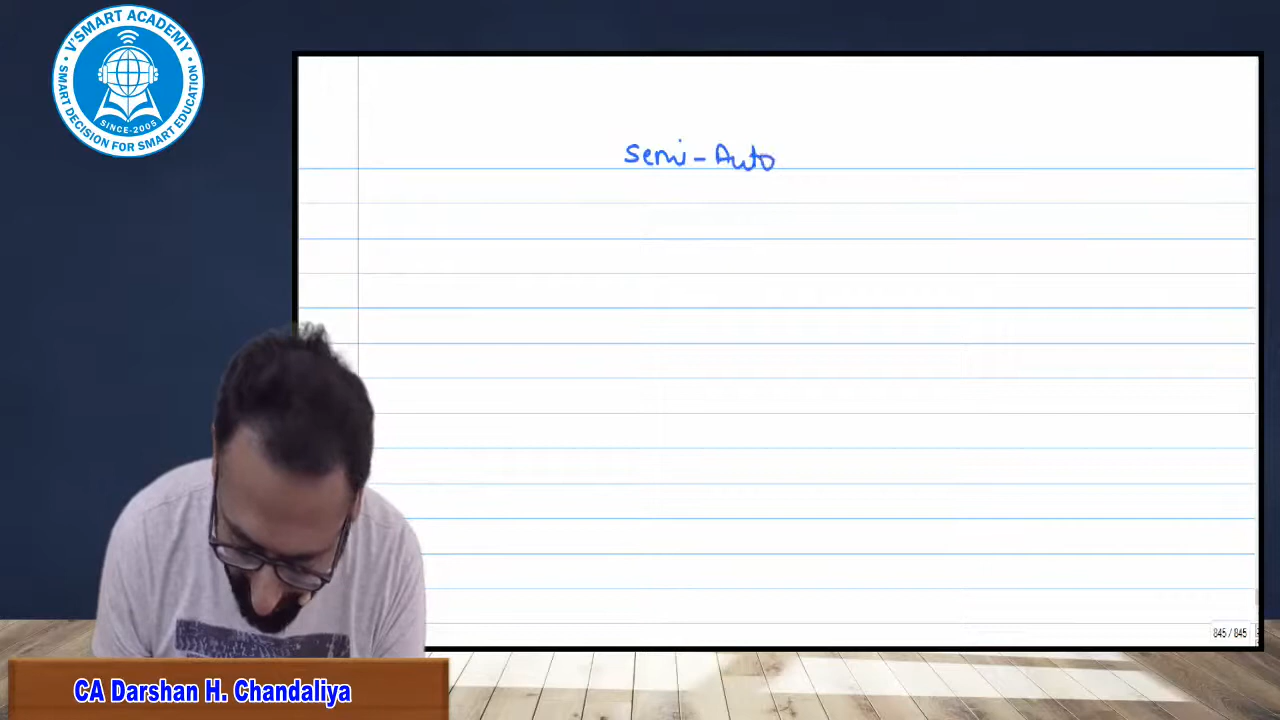 V'SMART ACADEMY
SMART DECISION FOR SMART EDUCATION
SINCE-2005
Semi-Auto
845 / 845
CA Darshan H. Chandaliya